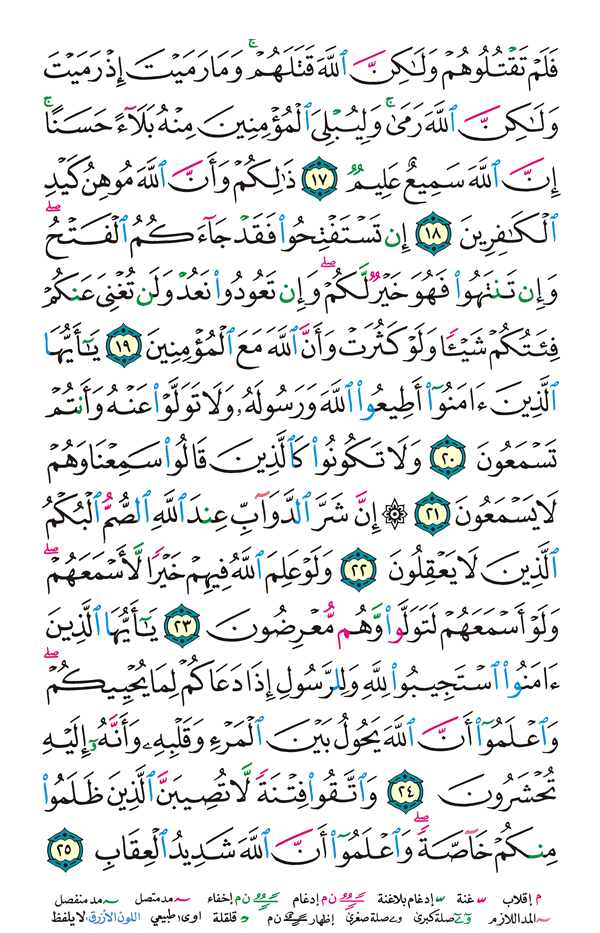 فَلَمْ تَقْتُلُوهُمْ وَلَٰكِنَّ ٱللَّهَ قَتَلَهُمْ ۚ وَمَا رَمَيْتَ إِذْ رَمَيْتَ
وَلَٰكِنَّ ٱللَّهَ رَمَىٰ ۚ وَلِيُبْلِىَ ٱلْمُؤْمِنِينَ مِنْهُ بَلَآءً حَسَنًا ۚ
إِنَّ ٱللَّهَ سَمِيعٌ عَلِيمٌ ١٧ ذَٰلِكُمْ وَأَنَّ ٱللَّهَ مُوهِنُ كَيْدِ
ٱلْكَٰفِرِينَ ١٨ إِن تَسْتَفْتِحُوا۟ فَقَدْ جَآءَكُمُ ٱلْفَتْحُ ۖ
وَإِن تَنتَهُوا۟ فَهُوَ خَيْرٌ لَّكُمْ ۖ وَإِن تَعُودُوا۟ نَعُدْ وَلَن تُغْنِىَ عَنكُمْ
فِئَتُكُمْ شَيْـًٔا وَلَوْ كَثُرَتْ وَأَنَّ ٱللَّهَ مَعَ ٱلْمُؤْمِنِينَ ١٩ يَٰٓأَيُّهَا
ٱلَّذِينَ ءَامَنُوٓا۟ أَطِيعُوا۟ ٱللَّهَ وَرَسُولَهُۥ وَلَا تَوَلَّوْا۟ عَنْهُ وَأَنتُمْ
تَسْمَعُونَ ٢٠ وَلَا تَكُونُوا۟ كَٱلَّذِينَ قَالُوا۟ سَمِعْنَا وَهُمْ
لَا يَسْمَعُونَ ٢١ ۞ إِنَّ شَرَّ ٱلدَّوَآبِّ عِندَ ٱللَّهِ ٱلصُّمُّ ٱلْبُكْمُ
ٱلَّذِينَ لَا يَعْقِلُونَ ٢٢ وَلَوْ عَلِمَ ٱللَّهُ فِيهِمْ خَيْرًا لَّأَسْمَعَهُمْ ۖ
وَلَوْ أَسْمَعَهُمْ لَتَوَلَّوا۟ وَّهُم مُّعْرِضُونَ ٢٣ يَٰٓأَيُّهَا ٱلَّذِينَ
ءَامَنُوا۟ ٱسْتَجِيبُوا۟ لِلَّهِ وَلِلرَّسُولِ إِذَا دَعَاكُمْ لِمَا يُحْيِيكُمْ ۖ
وَٱعْلَمُوٓا۟ أَنَّ ٱللَّهَ يَحُولُ بَيْنَ ٱلْمَرْءِ وَقَلْبِهِۦ وَأَنَّهُۥٓ إِلَيْهِ
تُحْشَرُونَ ٢٤ وَٱتَّقُوا۟ فِتْنَةً لَّا تُصِيبَنَّ ٱلَّذِينَ ظَلَمُوا۟
مِنكُمْ خَآصَّةً ۖ وَٱعْلَمُوٓا۟ أَنَّ ٱللَّهَ شَدِيدُ ٱلْعِقَابِ ٢٥
م إقلاب غنة إدغام بلاغنة ن م إدغام ن م إخفاء مد متصل مد منفصل
المد اللازم صلة كبرى و ے صلة صغرى إظهار ن م د قلقلة اوى طبيعي اللون الأزرق: لا يلفظ